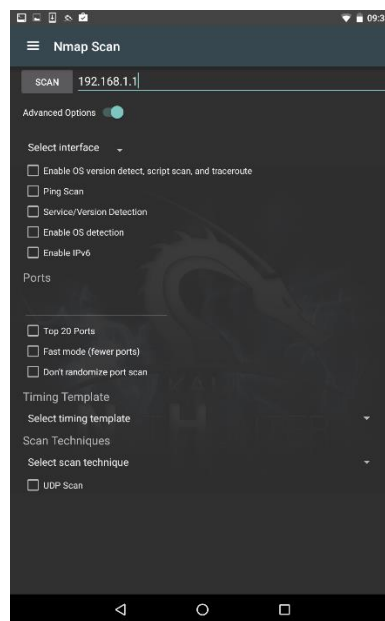 09:3
Nmap Scan
SCAN 192.168.1.1
Advanced Options
Select interface
Enable OS version detect, script scan, and traceroute
Ping Scan
Service/Version Detection
Enable OS detection
Enable IPv6
Ports
Top 20 Ports
Fast mode (fewer ports)
Don't randomize port scan
Timing Template
Select timing template
Scan Techniques
Select scan technique
UDP Scan